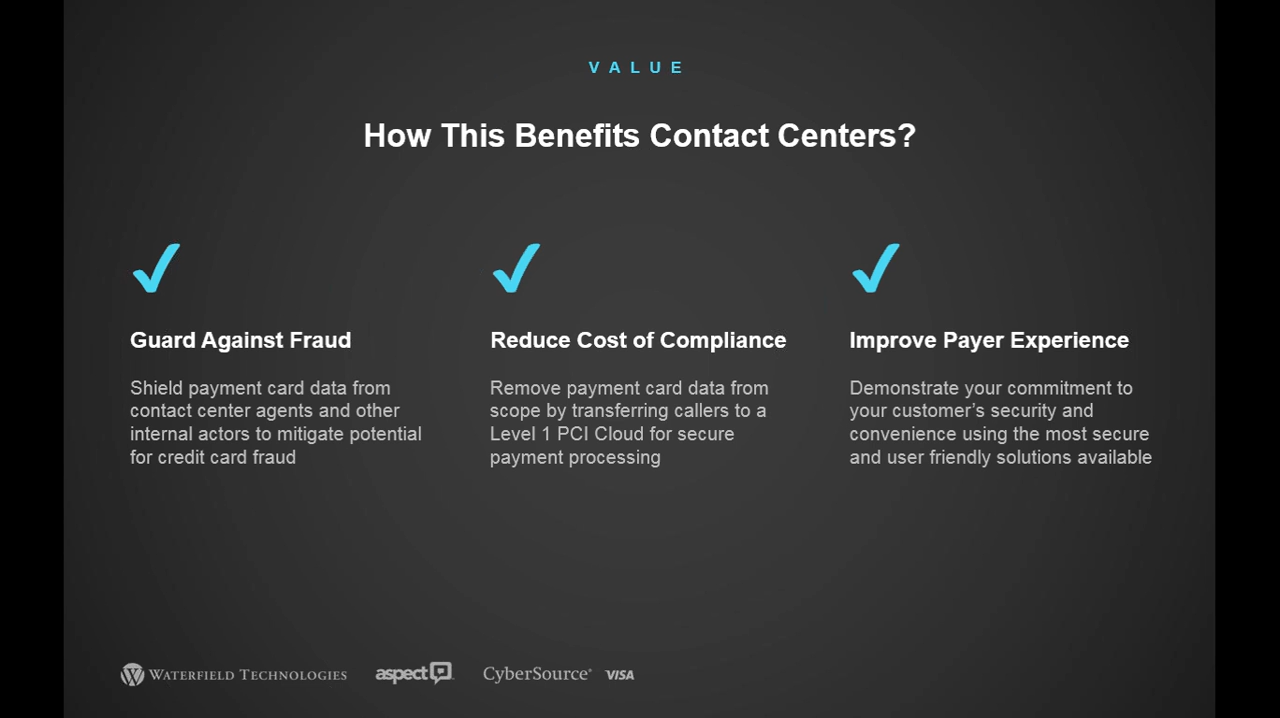 VALUE
How This Benefits Contact Centers?
Guard Against Fraud
Shield payment card data from
contact center agents and other
internal actors to mitigate potential
for credit card fraud
Reduce Cost of Compliance
Remove payment card data from
scope by transferring callers to a
Level 1 PCI Cloud for secure
payment processing
Improve Payer Experience
Demonstrate your commitment to
your customer’s security and
convenience using the most secure
and user friendly solutions available
WATERFIELD TECHNOLOGIES
aspect
CyberSource®
VISA